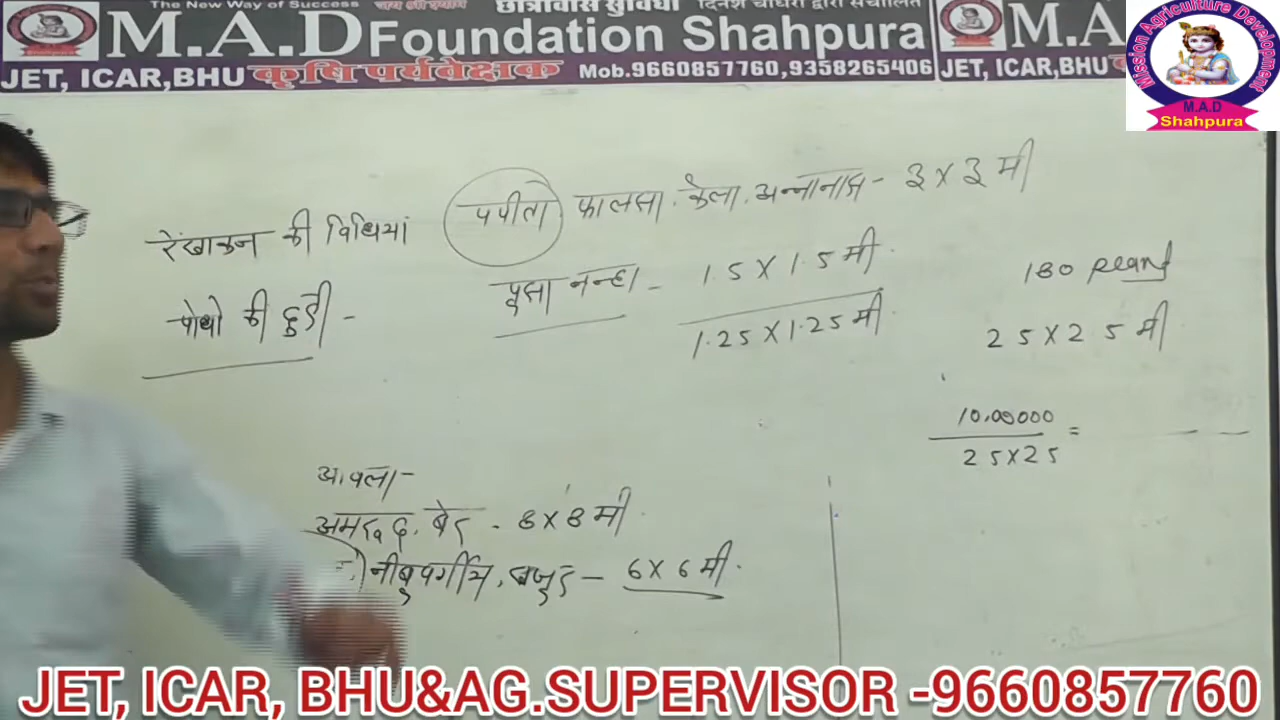 The New Way of Success जय श्री श्याम छात्रावास सुविधा दिनेश चौधरी द्वारा संचालित
M.A.D Foundation Shahpura
JET, ICAR,BHU कृषि पर्यवेक्षक Mob.9660857760,9358265406
M.A
JET, ICAR,BHU
Mission Agriculture Development
M.A.D
Shahpura
पपीता फालसा, केला, अन्नानास - 3 X 3 मी
रेंखाकन की विधियां
पूसा नन्हा - 1.5 X 1.5 मी.
180 Plant
पोधो की दुरी -
1.25 X 1.25 मी.
2 5 X 2 5 मी
10.00000
2 5 X 2 5 =
आवला -
अमरुद, बेर - 8 X 8 मी.
नीबूवर्गीय, खजुर - 6 X 6 मी.
JET, ICAR, BHU&AG.SUPERVISOR -9660857760